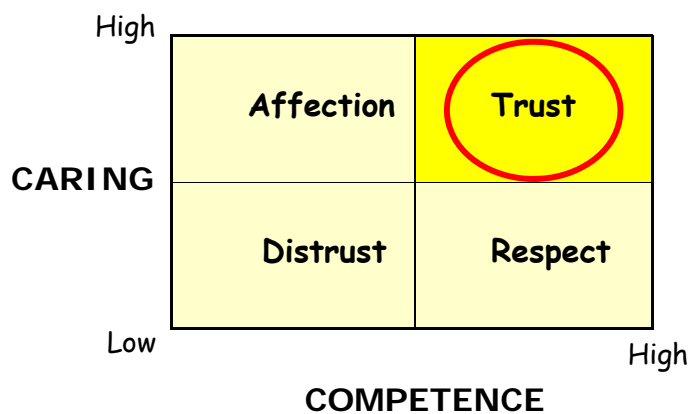 High
Affection Trust
CARING
Distrust Respect
Low
High
COMPETENCE